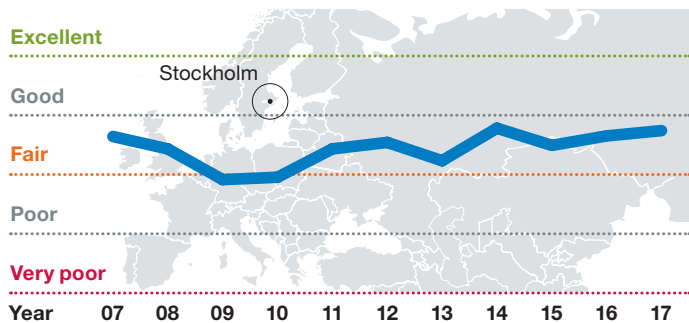 Excellent
Stockholm
Good
Fair
Poor
Very poor
Year 07 08 09 10 11 12 13 14 15 16 17